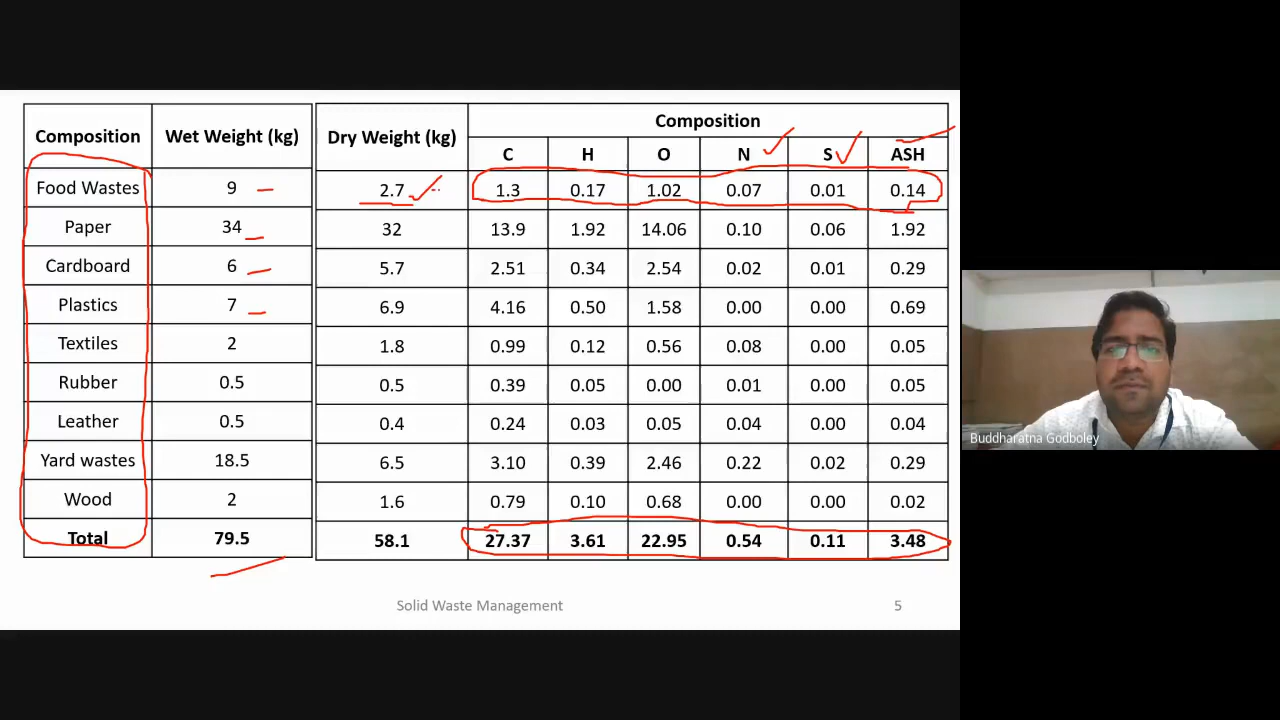 Composition
Composition Wet Weight (kg) Dry Weight (kg) C H O N S ASH
Food Wastes 9 2.7 1.3 0.17 1.02 0.07 0.01 0.14
Paper 34 32 13.9 1.92 14.06 0.10 0.06 1.92
Cardboard 6 5.7 2.51 0.34 2.54 0.02 0.01 0.29
Plastics 7 6.9 4.16 0.50 1.58 0.00 0.00 0.69
Textiles 2 1.8 0.99 0.12 0.56 0.08 0.00 0.05
Rubber 0.5 0.5 0.39 0.05 0.00 0.01 0.00 0.05
Leather 0.5 0.4 0.24 0.03 0.05 0.04 0.00 0.04
Yard wastes 18.5 6.5 3.10 0.39 2.46 0.22 0.02 0.29
Wood 2 1.6 0.79 0.10 0.68 0.00 0.00 0.02
Total 79.5 58.1 27.37 3.61 22.95 0.54 0.11 3.48
Solid Waste Management 5
Buddharatna Godboley